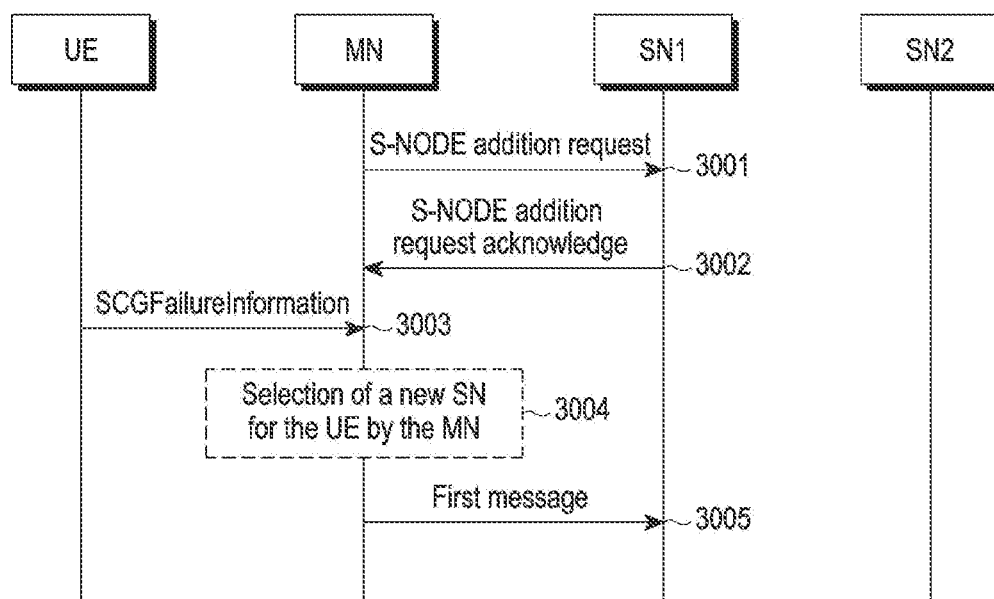 UE
MN
SN1
SN2
S-NODE addition request
3001
S-NODE addition
request acknowledge
3002
SCGFailureInformation
3003
Selection of a new SN
for the UE by the MN
3004
First message
3005